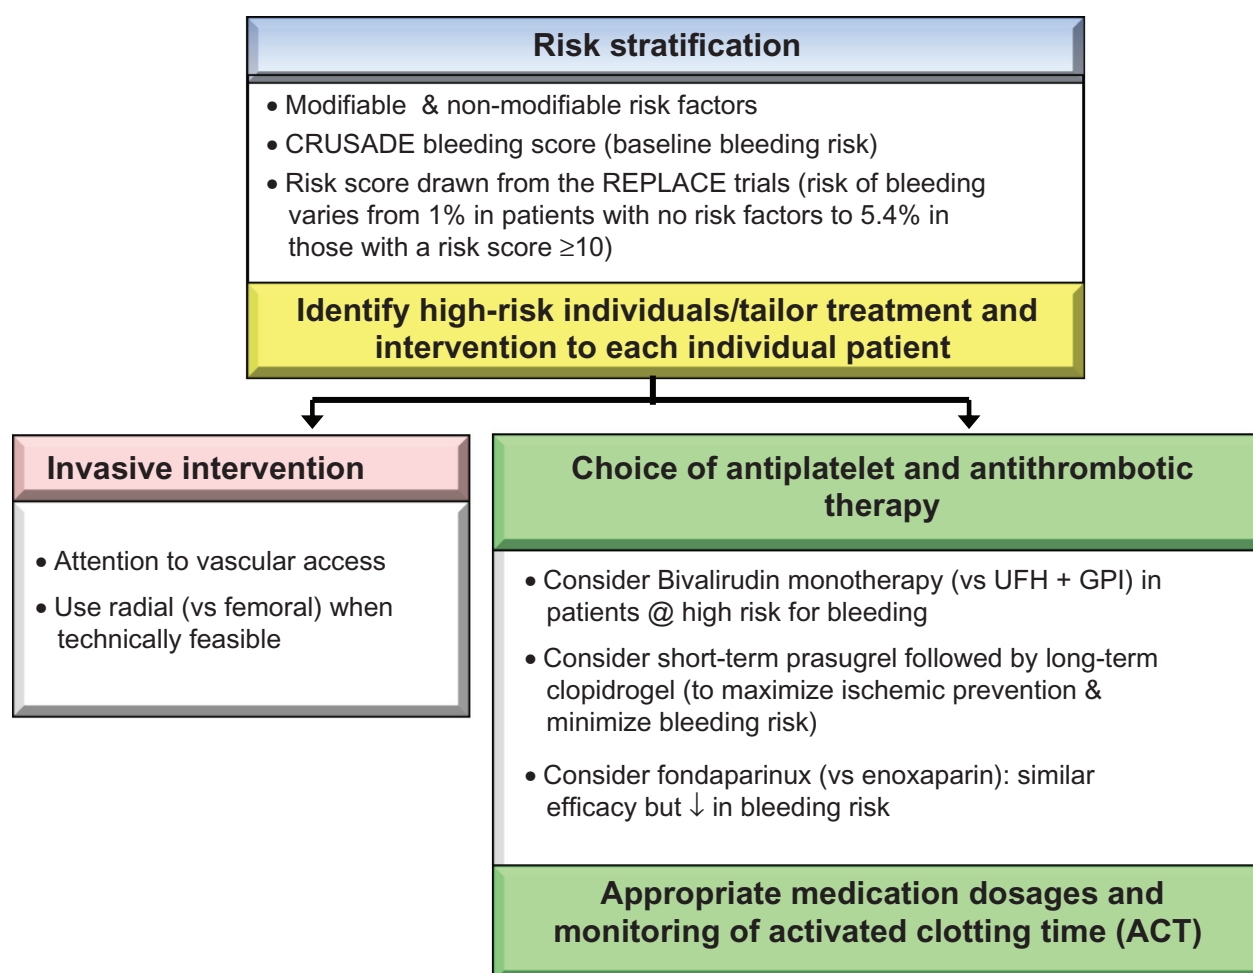 Risk stratification
• Modifiable & non-modifiable risk factors
• CRUSADE bleeding score (baseline bleeding risk)
• Risk score drawn from the REPLACE trials (risk of bleeding
varies from 1% in patients with no risk factors to 5.4% in
those with a risk score ≥10)
Identify high-risk individuals/tailor treatment and
intervention to each individual patient
Invasive intervention
• Attention to vascular access
• Use radial (vs femoral) when
technically feasible
Choice of antiplatelet and antithrombotic
therapy
• Consider Bivalirudin monotherapy (vs UFH + GPI) in
patients @ high risk for bleeding
• Consider short-term prasugrel followed by long-term
clopidrogel (to maximize ischemic prevention &
minimize bleeding risk)
• Consider fondaparinux (vs enoxaparin): similar
efficacy but ↓ in bleeding risk
Appropriate medication dosages and
monitoring of activated clotting time (ACT)